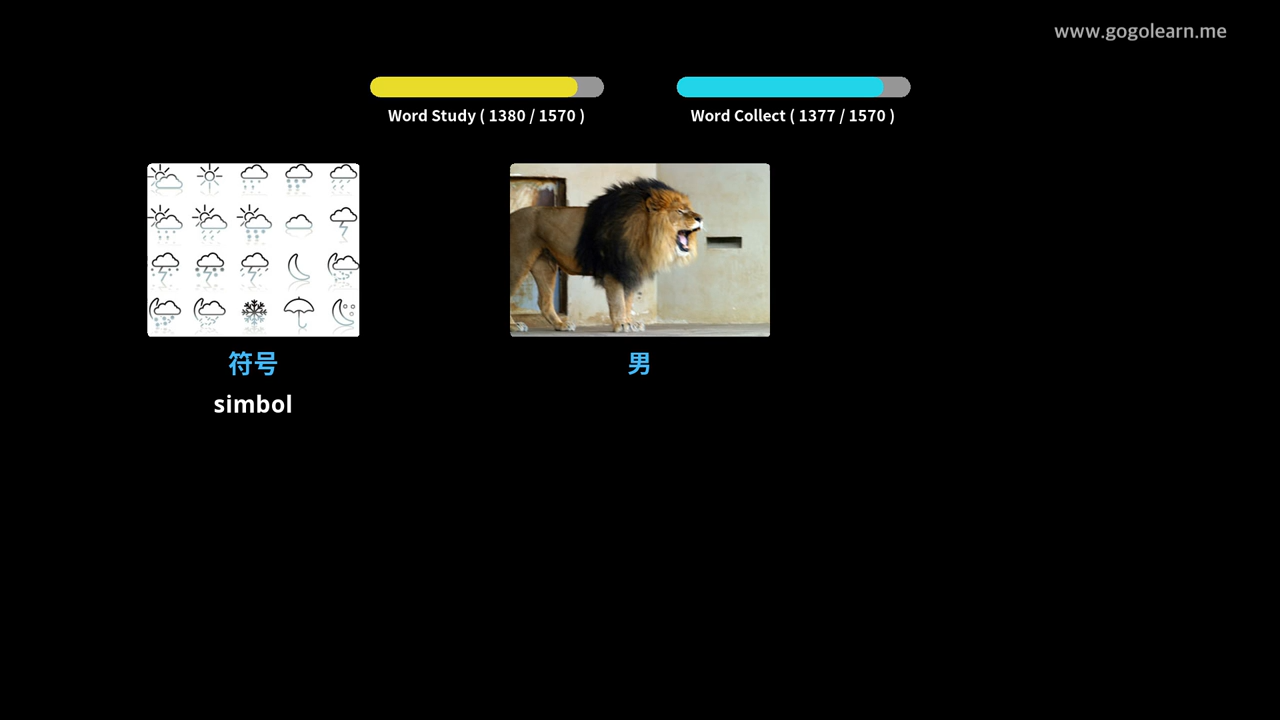 www.gogolearn.me
Word Study ( 1380 / 1570 )
Word Collect ( 1377 / 1570 )
符号
simbol
男